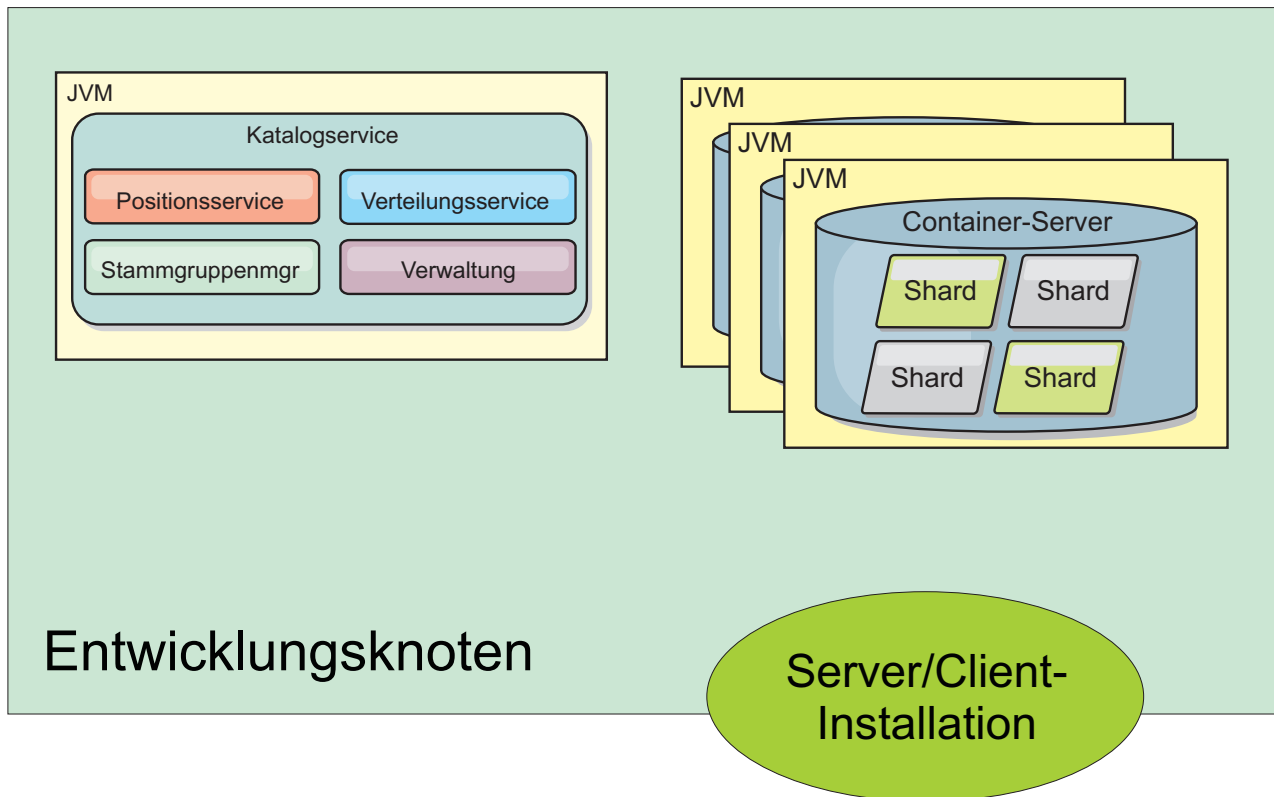 JVM
Katalogservice
Positionsservice
Verteilungsservice
Stammgruppenmgr
Verwaltung
JVM
JVM
JVM
Container-Server
Shard
Shard
Shard
Shard
Entwicklungsknoten
Server/Client-
Installation